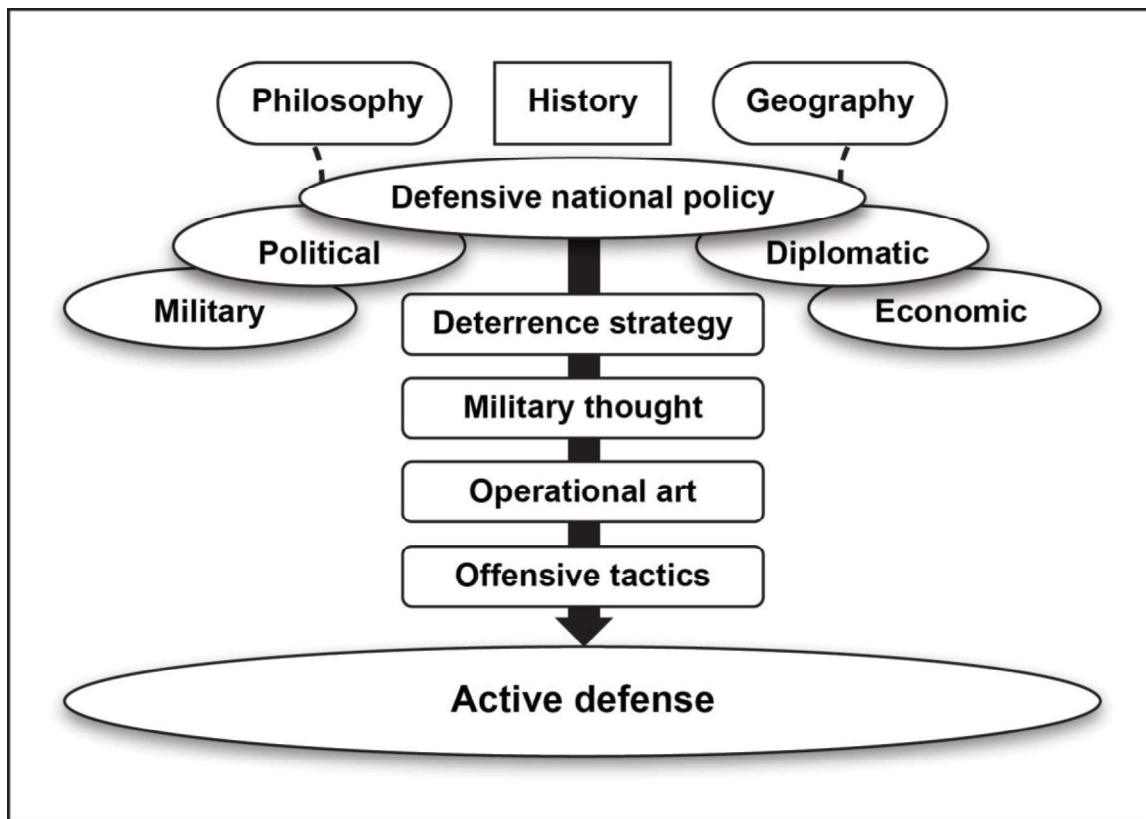 Philosophy
History
Geography
Defensive national policy
Political
Diplomatic
Military
Economic
Deterrence strategy
Military thought
Operational art
Offensive tactics
Active defense